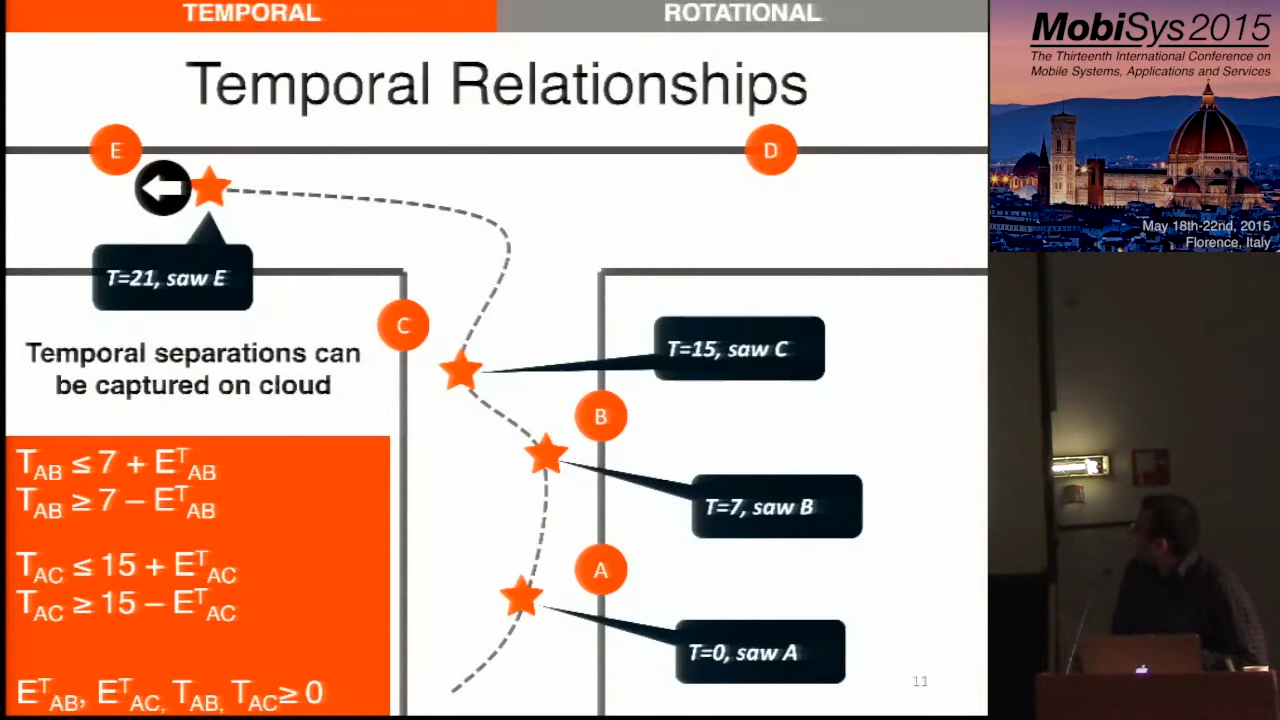 TEMPORAL
ROTATIONAL
Temporal Relationships
E
D
T=21, saw E
C
T=15, saw C
Temporal separations can
be captured on cloud
B
T=7, saw B
A
T=0, saw A
T_AB ≤ 7 + E^T_AB
T_AB ≥ 7 – E^T_AB
T_AC ≤ 15 + E^T_AC
T_AC ≥ 15 – E^T_AC
E^T_AB, E^T_AC, T_AB, T_AC ≥ 0
11
MobiSys 2015
The Thirteenth International Conference on
Mobile Systems, Applications and Services
May 18th-22nd, 2015
Florence, Italy